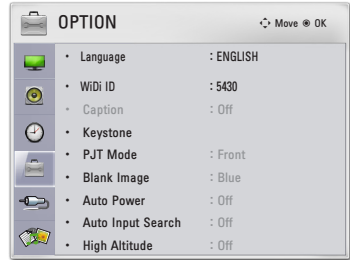 OPTION Move OK
• Language : ENGLISH
• WiDi ID : 5430
• Caption : Off
• Keystone
• PJT Mode : Front
• Blank Image : Blue
• Auto Power : Off
• Auto Input Search : Off
• High Altitude : Off